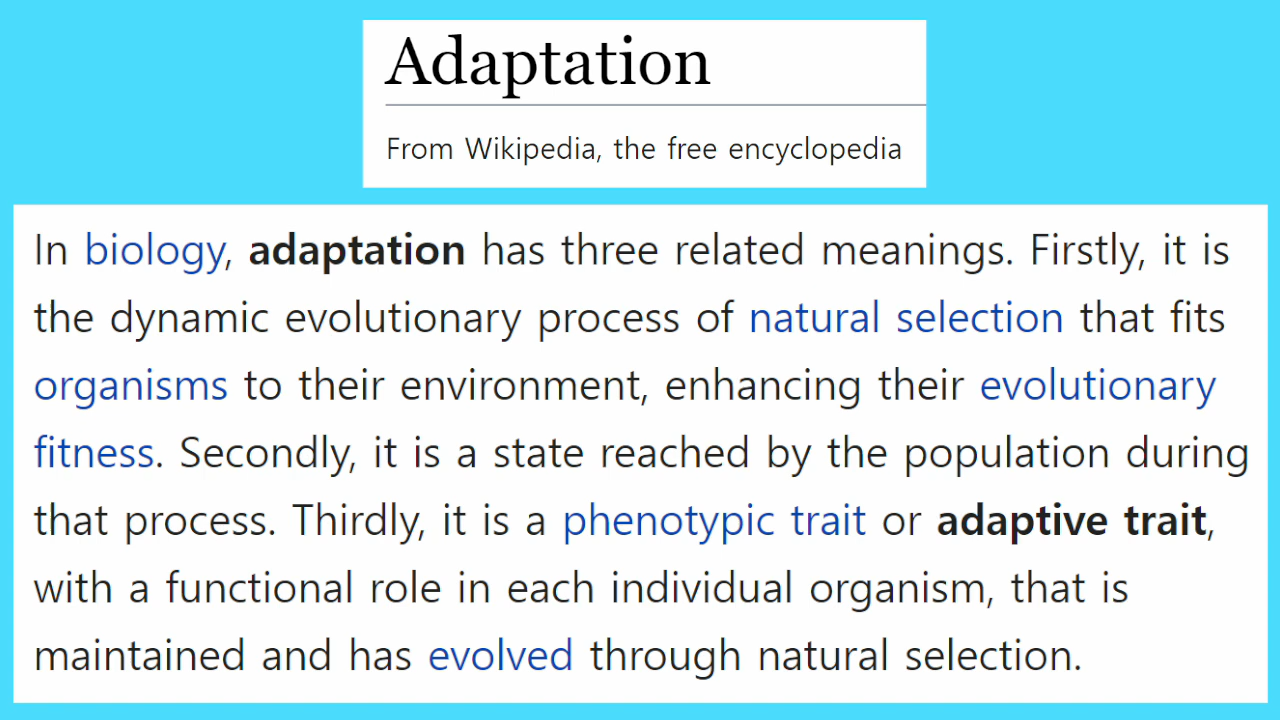 Adaptation
From Wikipedia, the free encyclopedia
In biology, adaptation has three related meanings. Firstly, it is
the dynamic evolutionary process of natural selection that fits
organisms to their environment, enhancing their evolutionary
fitness. Secondly, it is a state reached by the population during
that process. Thirdly, it is a phenotypic trait or adaptive trait,
with a functional role in each individual organism, that is
maintained and has evolved through natural selection.